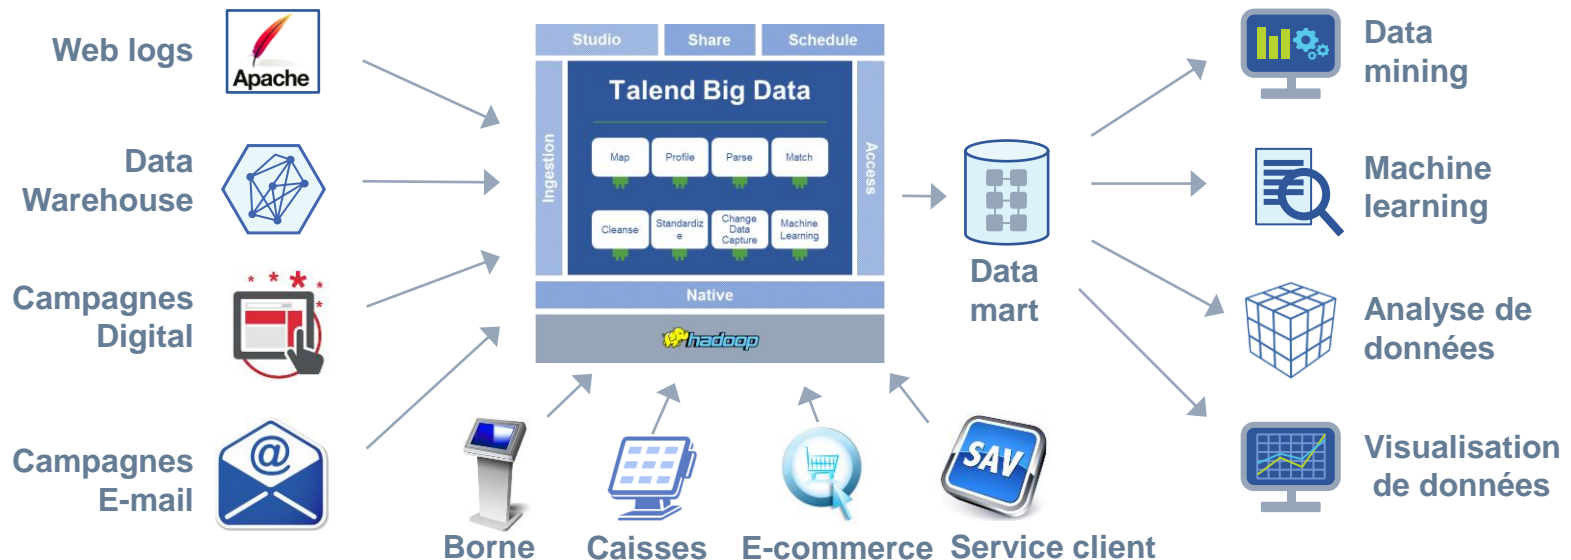 Web logs
Apache
Data
Warehouse
Campagnes
Digital
Campagnes
E-mail
@
Studio
Share
Schedule
Ingestion
Talend Big Data
Map
Profile
Parse
Match
Cleanse
Standardiz
e
Change
Data
Capture
Machine
Learning
Access
Native
hadoop
Borne
Caisses
E-commerce
SAV
Service client
Data
mart
Data
mining
Machine
learning
Analyse de
données
Visualisation
de données